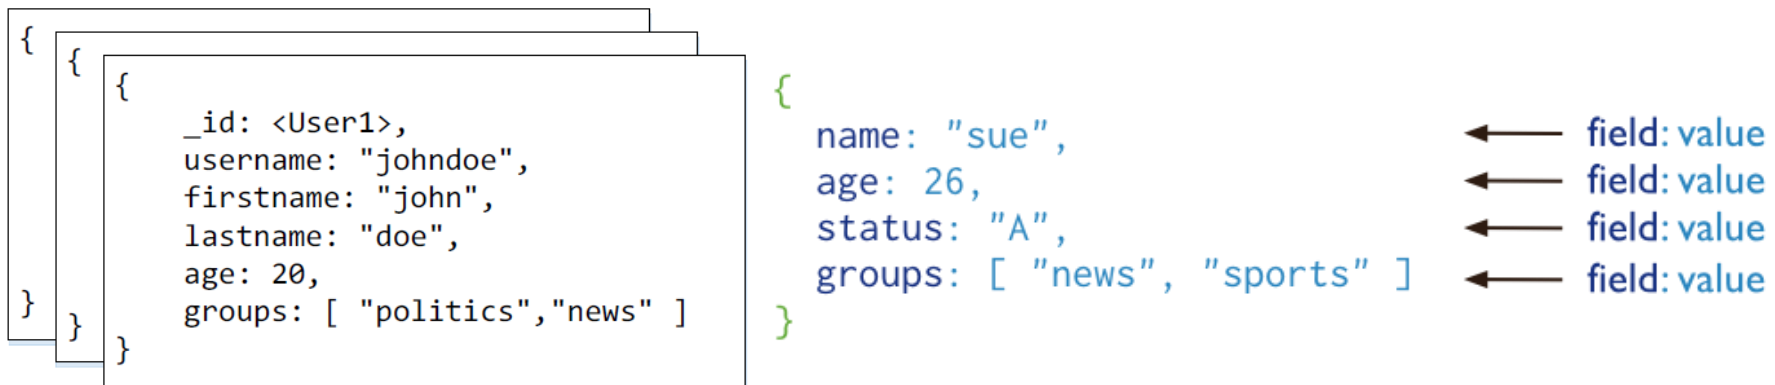 {
{
{
_id: <User1>,
username: "johndoe",
firstname: "john",
lastname: "doe",
age: 20,
groups: [ "politics","news" ]
}
}
}
{
name: "sue",
age: 26,
status: "A",
groups: [ "news", "sports" ]
}
field: value
field: value
field: value
field: value